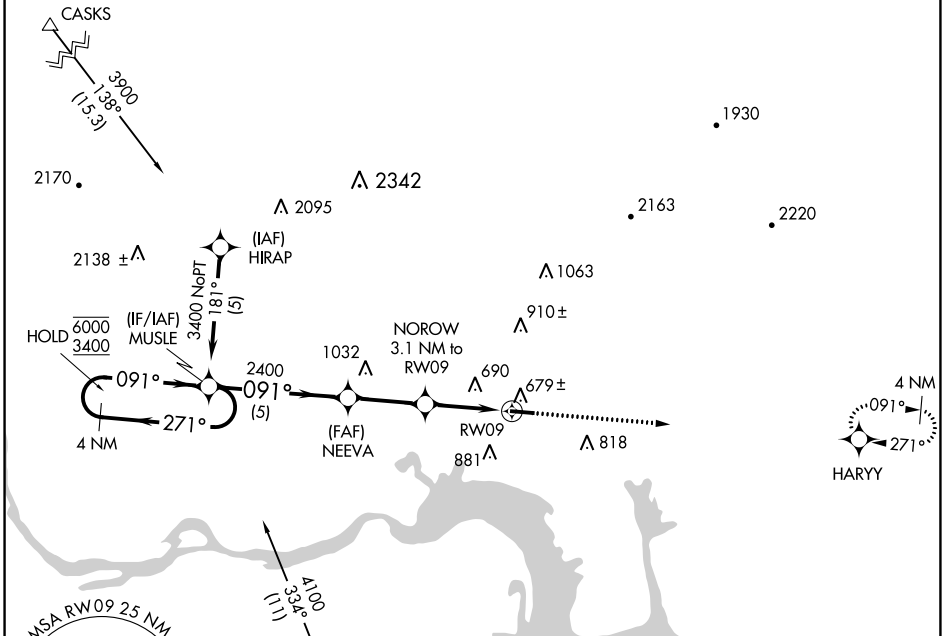 CASKS
3900
138°
(15.3)
1930
2170
2342
2095
2163
2220
2138 ±
(IAF)
HIRAP
3400 NoPT
181°
(5)
1063
910 ±
HOLD
6000
3400
(IF/IAF)
MUSLE
NOROW
3.1 NM to
RW09
1032
2400
091°
091°
(5)
690
679 ±
4 NM
091°
271°
4 NM
271°
(FAF)
NEEVA
RW09
881
818
HARYY
4100
334°
(11)
MSA RW09 25 NM